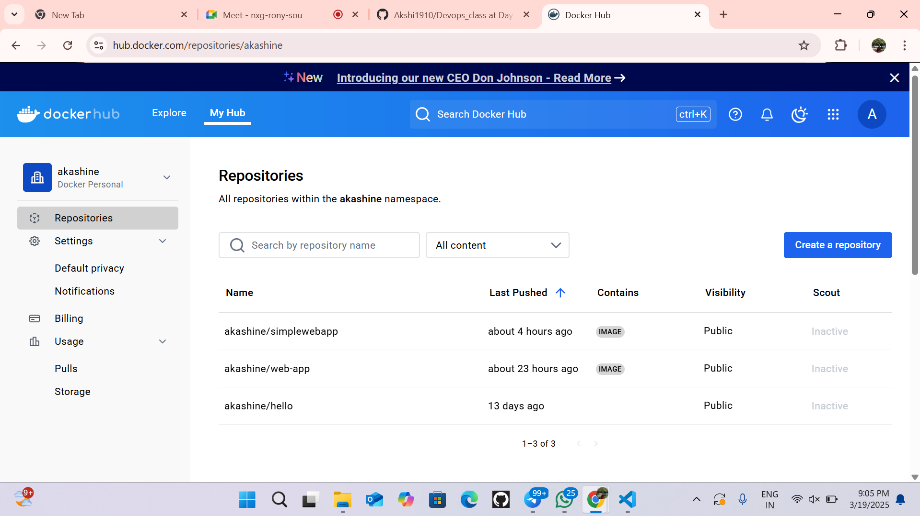 New Tab
Meet - nxg-rony-sou
Akshi1910/Devops_class at Day
Docker Hub
hub.docker.com/repositories/akashine
New Introducing our new CEO Don Johnson - Read More →
dockerhub
Explore
My Hub
Search Docker Hub
ctrl+K
A
akashine
Docker Personal
Repositories
Settings
Default privacy
Notifications
Billing
Usage
Pulls
Storage
Repositories
All repositories within the akashine namespace.
Search by repository name
All content
Create a repository
Name Last Pushed Contains Visibility Scout
akashine/simplewebapp about 4 hours ago IMAGE Public Inactive
akashine/web-app about 23 hours ago IMAGE Public Inactive
akashine/hello 13 days ago Public Inactive
1–3 of 3
9+
99+
25
ENG
IN
9:05 PM
3/19/2025